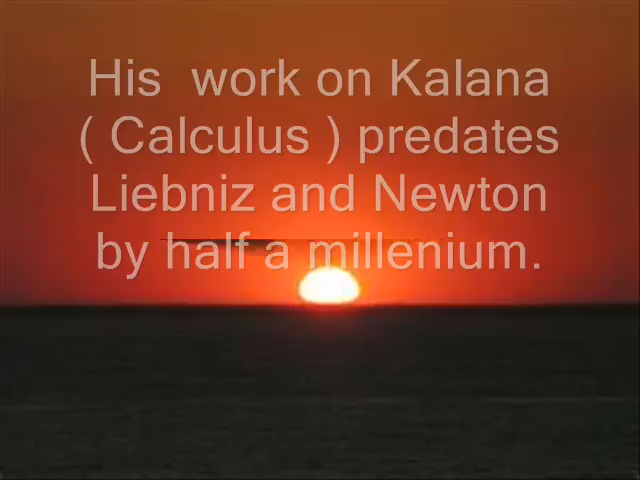 His  work on Kalana
( Calculus ) predates
Liebniz and Newton
by half a millenium.